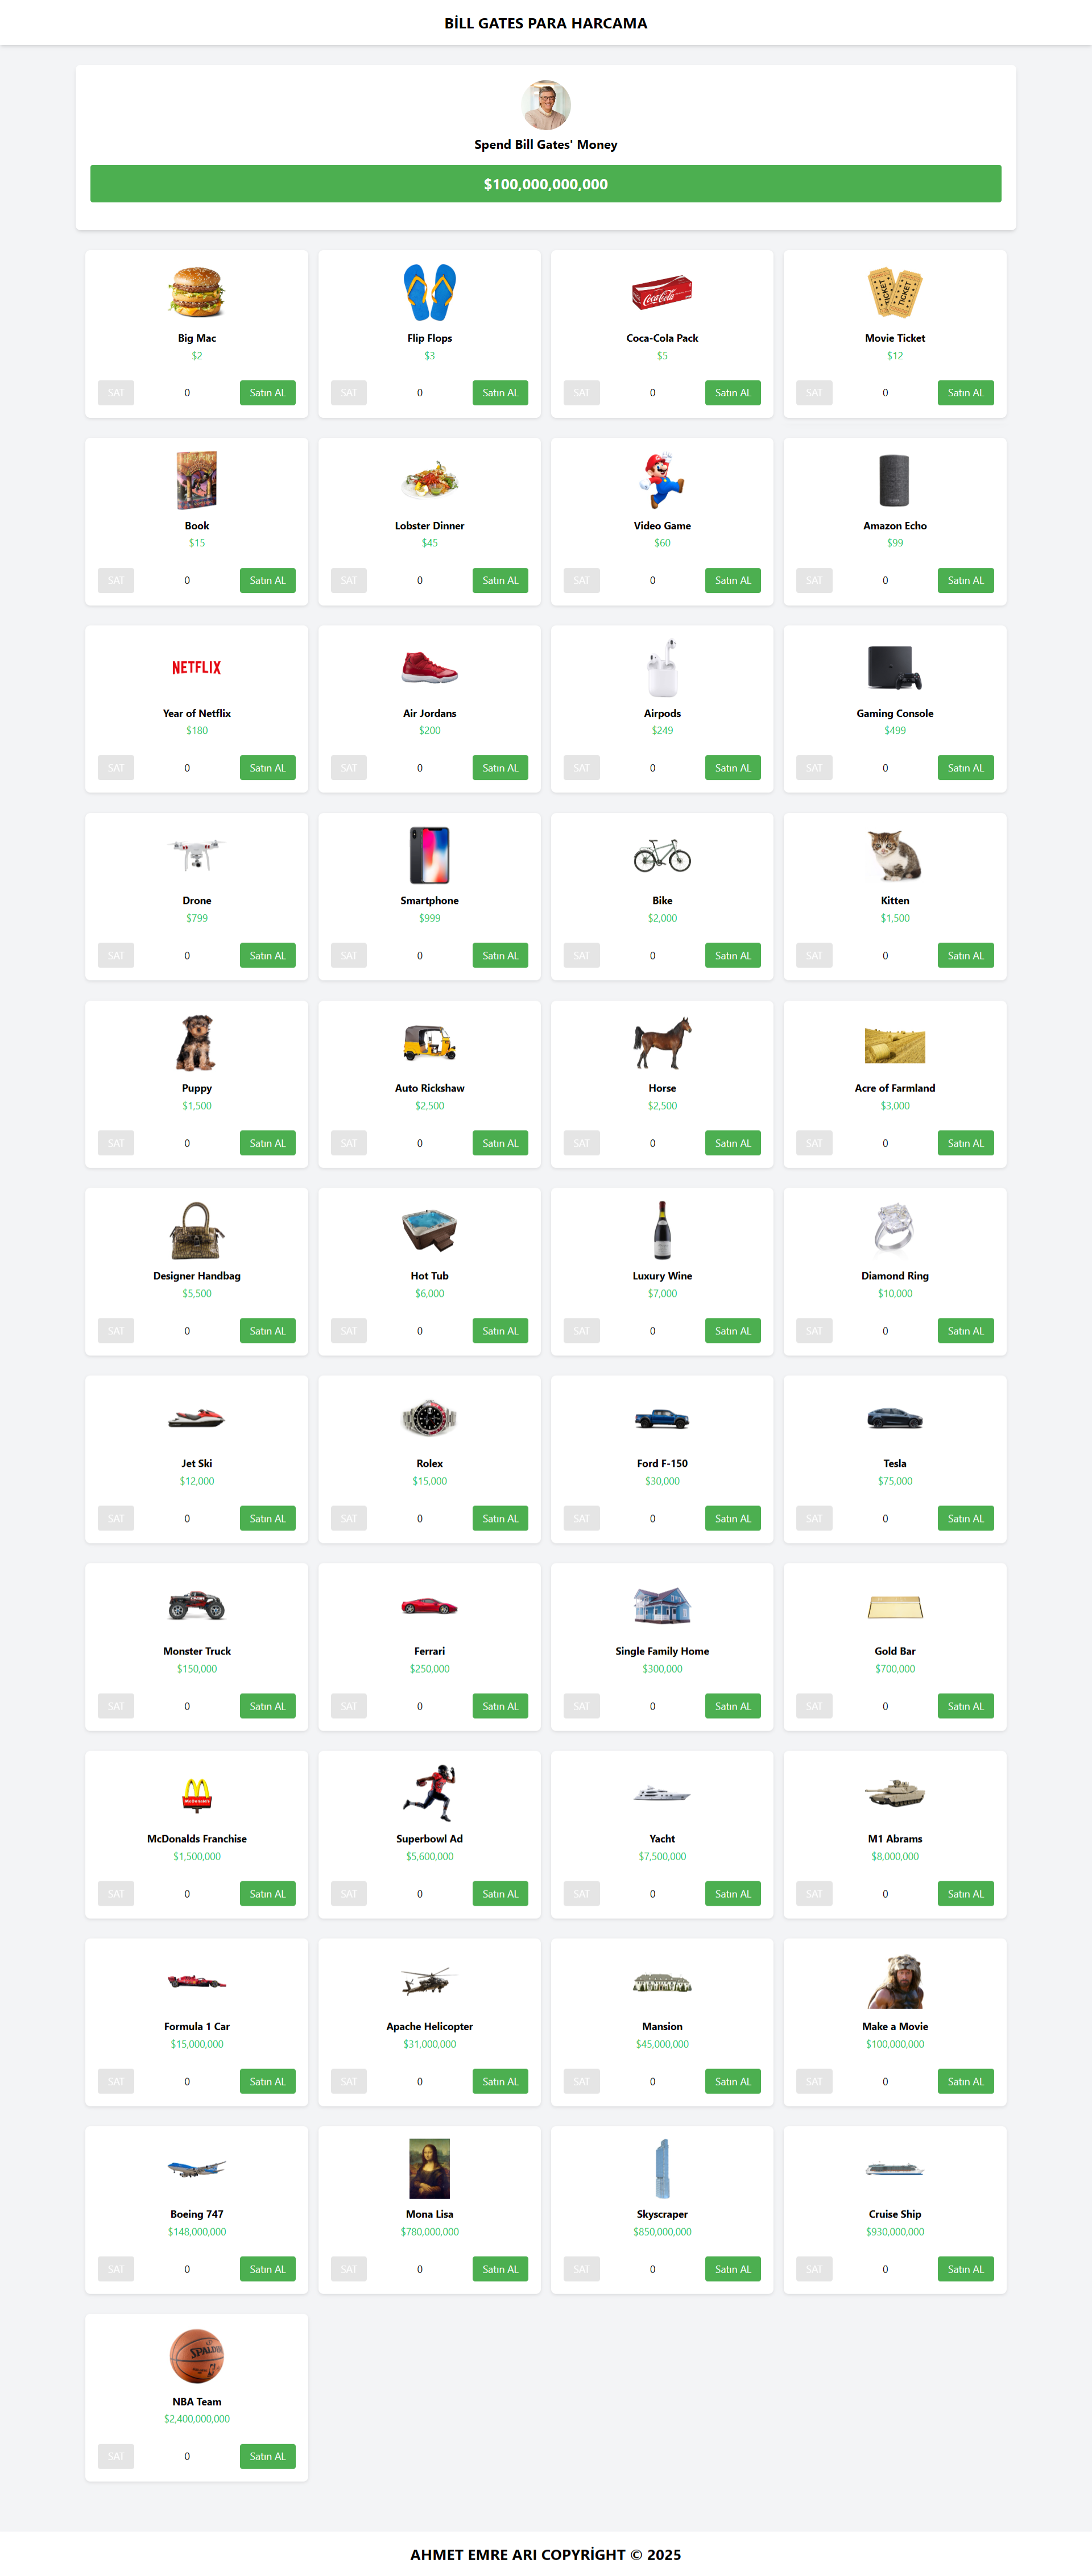 BİLL GATES PARA HARCAMA
Spend Bill Gates' Money
$100,000,000,000
Big Mac
$2
SAT 0 Satın AL
Flip Flops
$3
SAT 0 Satın AL
Coca-Cola
Coca-Cola Pack
$5
SAT 0 Satın AL
TICKET TICKET
Movie Ticket
$12
SAT 0 Satın AL
Book
$15
SAT 0 Satın AL
Lobster Dinner
$45
SAT 0 Satın AL
Video Game
$60
SAT 0 Satın AL
Amazon Echo
$99
SAT 0 Satın AL
NETFLIX
Year of Netflix
$180
SAT 0 Satın AL
Air Jordans
$200
SAT 0 Satın AL
Airpods
$249
SAT 0 Satın AL
Gaming Console
$499
SAT 0 Satın AL
Drone
$799
SAT 0 Satın AL
Smartphone
$999
SAT 0 Satın AL
Bike
$2,000
SAT 0 Satın AL
Kitten
$1,500
SAT 0 Satın AL
Puppy
$1,500
SAT 0 Satın AL
Auto Rickshaw
$2,500
SAT 0 Satın AL
Horse
$2,500
SAT 0 Satın AL
Acre of Farmland
$3,000
SAT 0 Satın AL
Designer Handbag
$5,500
SAT 0 Satın AL
Hot Tub
$6,000
SAT 0 Satın AL
Luxury Wine
$7,000
SAT 0 Satın AL
Diamond Ring
$10,000
SAT 0 Satın AL
Jet Ski
$12,000
SAT 0 Satın AL
Rolex
$15,000
SAT 0 Satın AL
Ford F-150
$30,000
SAT 0 Satın AL
Tesla
$75,000
SAT 0 Satın AL
Monster Truck
$150,000
SAT 0 Satın AL
Ferrari
$250,000
SAT 0 Satın AL
Single Family Home
$300,000
SAT 0 Satın AL
Gold Bar
$700,000
SAT 0 Satın AL
McDonald's
McDonalds Franchise
$1,500,000
SAT 0 Satın AL
Superbowl Ad
$5,600,000
SAT 0 Satın AL
Yacht
$7,500,000
SAT 0 Satın AL
M1 Abrams
$8,000,000
SAT 0 Satın AL
Formula 1 Car
$15,000,000
SAT 0 Satın AL
Apache Helicopter
$31,000,000
SAT 0 Satın AL
Mansion
$45,000,000
SAT 0 Satın AL
Make a Movie
$100,000,000
SAT 0 Satın AL
Boeing 747
$148,000,000
SAT 0 Satın AL
Mona Lisa
$780,000,000
SAT 0 Satın AL
Skyscraper
$850,000,000
SAT 0 Satın AL
Cruise Ship
$930,000,000
SAT 0 Satın AL
SPALDING
NBA Team
$2,400,000,000
SAT 0 Satın AL
AHMET EMRE ARI COPYRİGHT © 2025